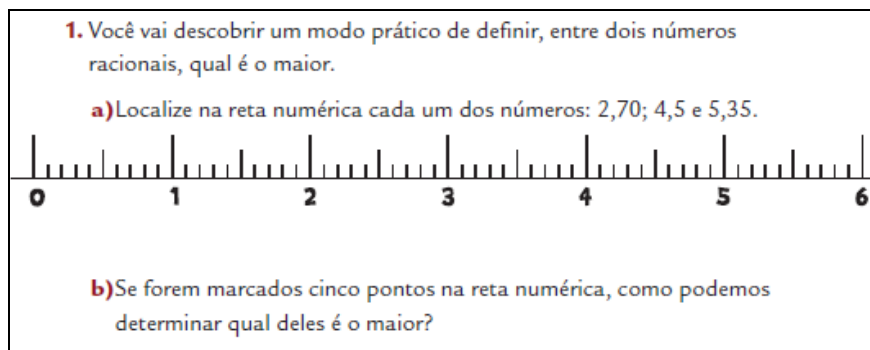 1. Você vai descobrir um modo prático de definir, entre dois números
racionais, qual é o maior.
a)Localize na reta numérica cada um dos números: 2,70; 4,5 e 5,35.
0 1 2 3 4 5 6
b)Se forem marcados cinco pontos na reta numérica, como podemos
determinar qual deles é o maior?